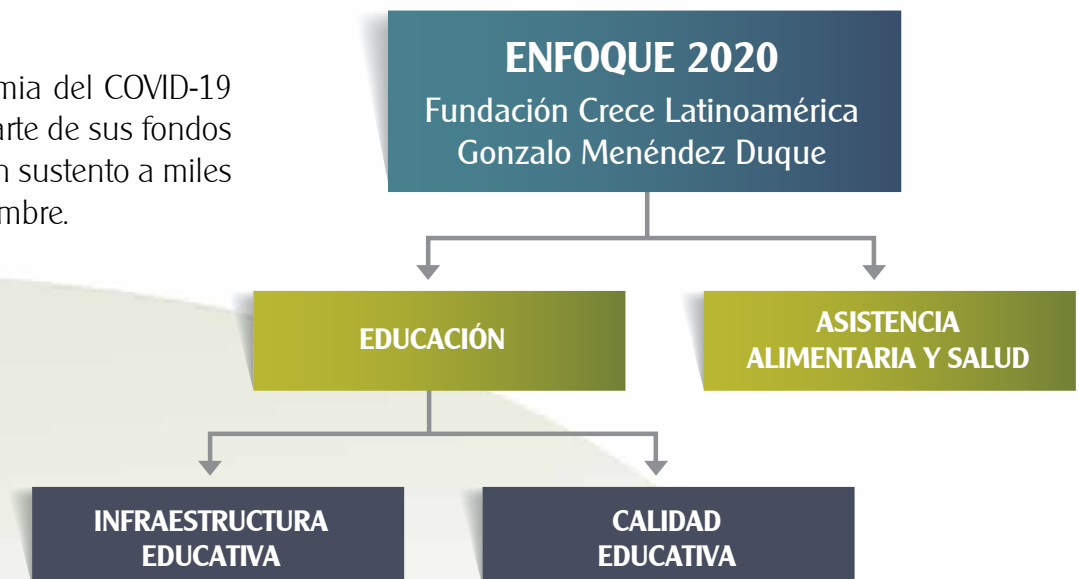 mia del COVID-19
arte de sus fondos
n sustento a miles
mbre.
ENFOQUE 2020
Fundación Crece Latinoamérica
Gonzalo Menéndez Duque
EDUCACIÓN
ASISTENCIA
ALIMENTARIA Y SALUD
INFRAESTRUCTURA
EDUCATIVA
CALIDAD
EDUCATIVA